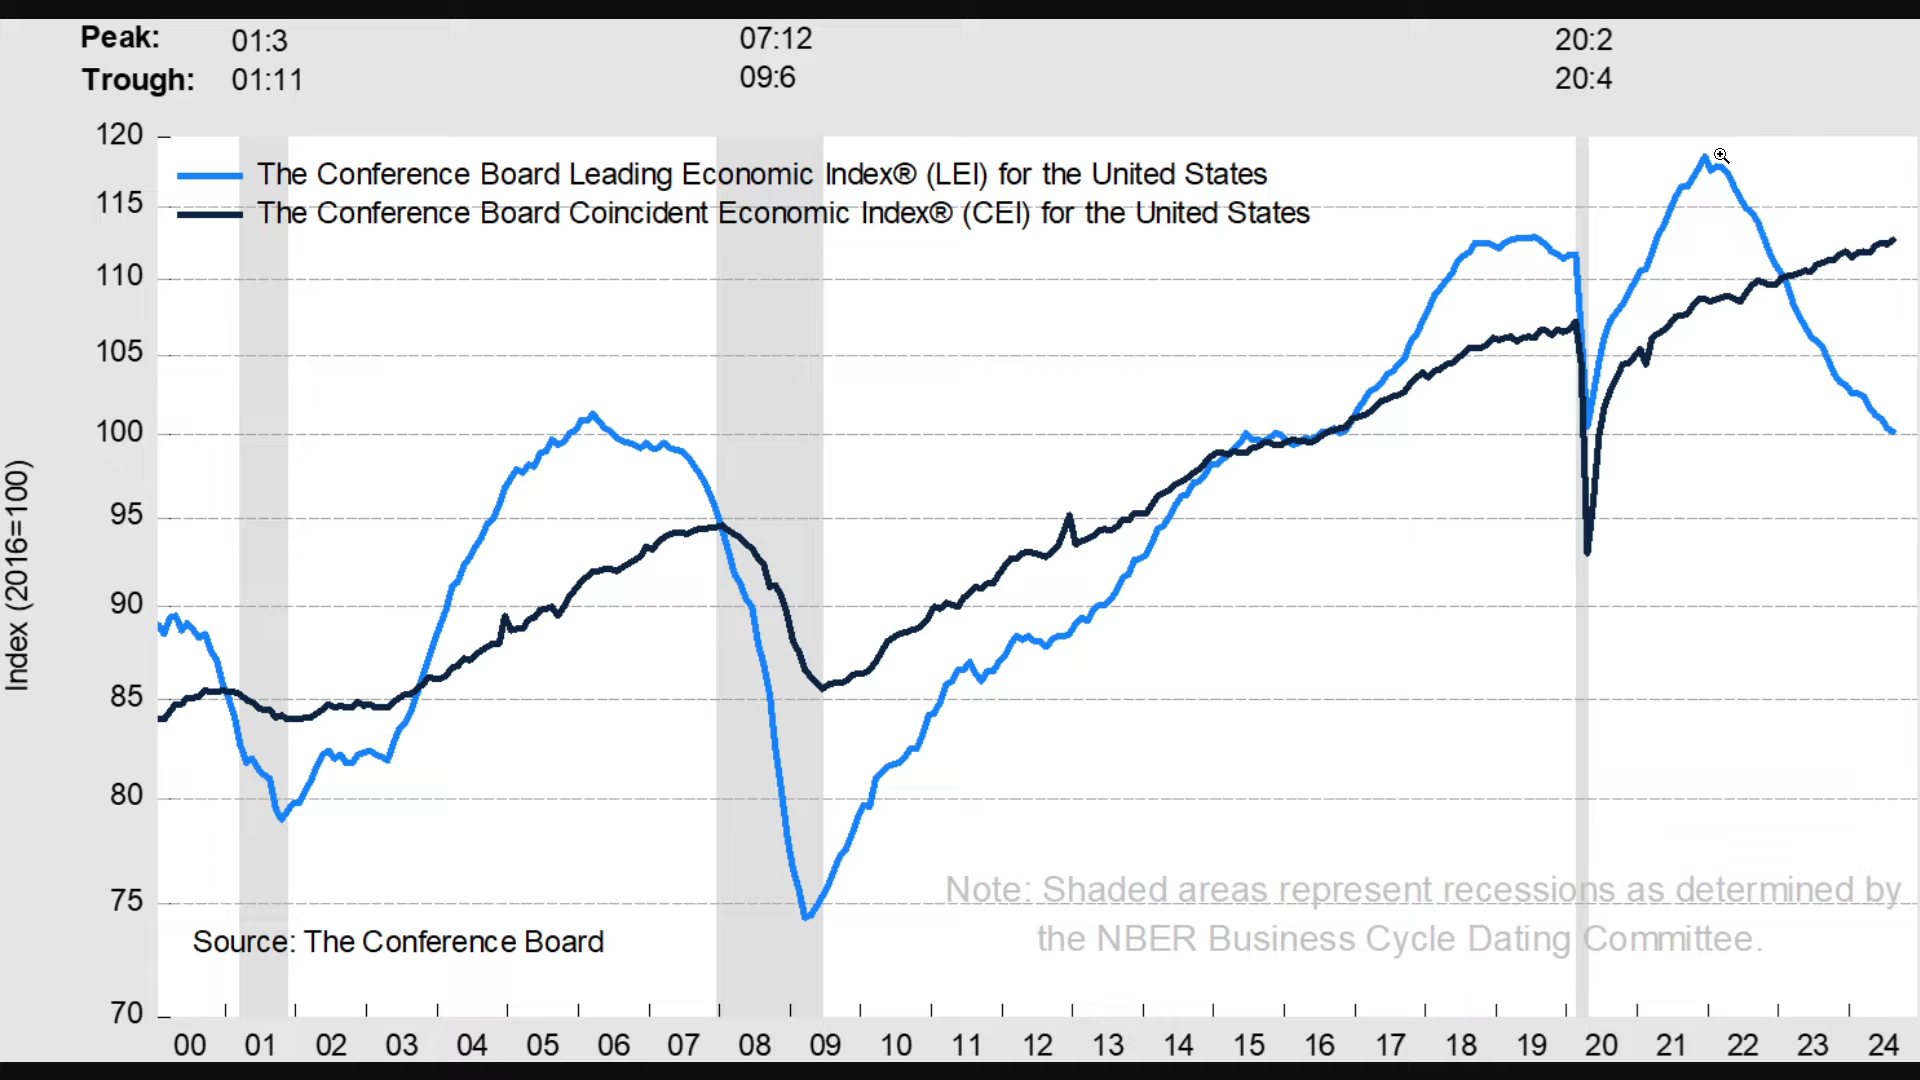 Peak: 01:3 07:12 20:2
Trough: 01:11 09:6 20:4
120
The Conference Board Leading Economic Index® (LEI) for the United States
115
The Conference Board Coincident Economic Index® (CEI) for the United States
110
105
100
95
90
85
80
75
70
Index (2016=100)
Note: Shaded areas represent recessions as determined by
the NBER Business Cycle Dating Committee.
Source: The Conference Board
00 01 02 03 04 05 06 07 08 09 10 11 12 13 14 15 16 17 18 19 20 21 22 23 24